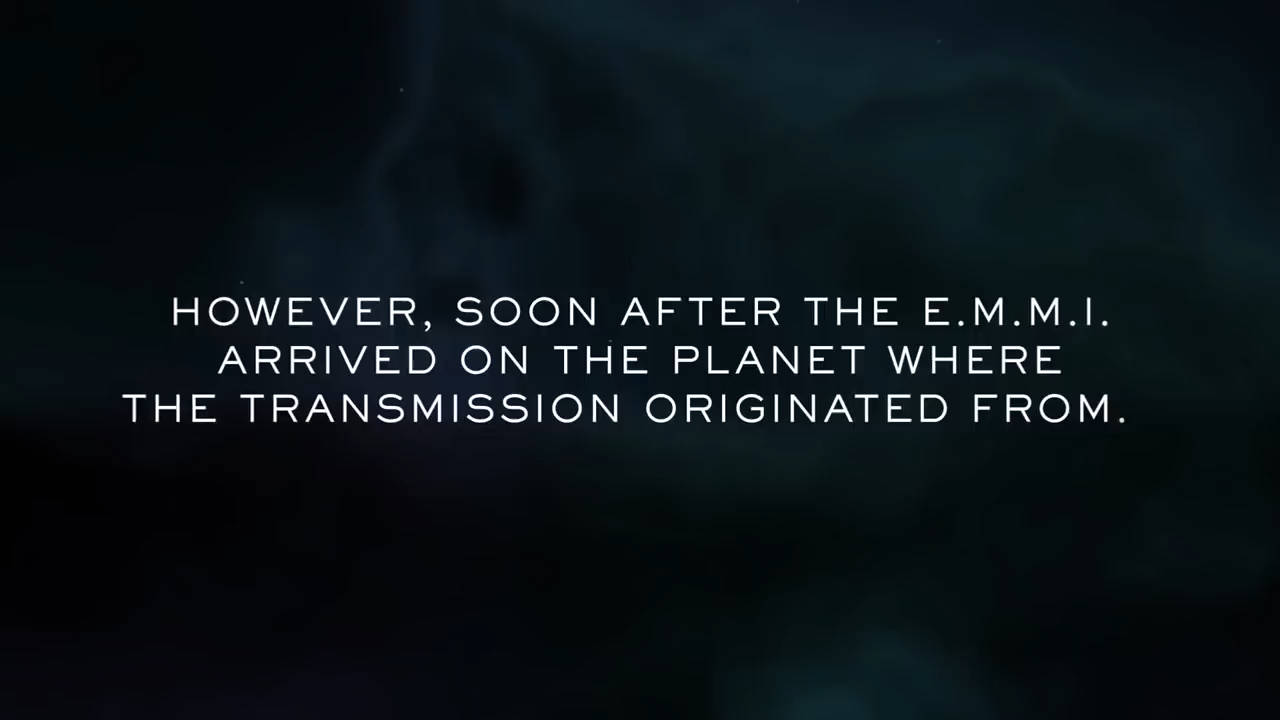 HOWEVER, SOON AFTER THE E.M.M.I.
ARRIVED ON THE PLANET WHERE
THE TRANSMISSION ORIGINATED FROM.